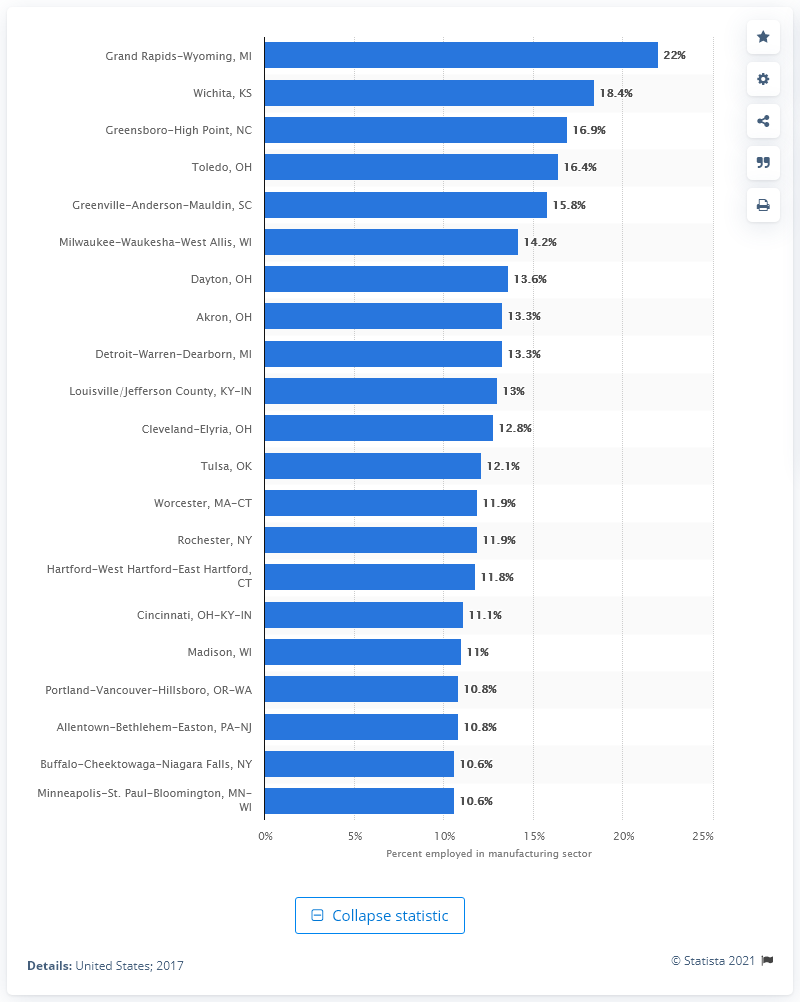 Grand Rapids-Wyoming, MI 22%
Wichita, KS 18.4%
Greensboro-High Point, NC 16.9%
Toledo, OH 16.4%
Greenville-Anderson-Mauldin, SC 15.8%
Milwaukee-Waukesha-West Allis, WI 14.2%
Dayton, OH 13.6%
Akron, OH 13.3%
Detroit-Warren-Dearborn, MI 13.3%
Louisville/Jefferson County, KY-IN 13%
Cleveland-Elyria, OH 12.8%
Tulsa, OK 12.1%
Worcester, MA-CT 11.9%
Rochester, NY 11.9%
Hartford-West Hartford-East Hartford,
CT 11.8%
Cincinnati, OH-KY-IN 11.1%
Madison, WI 11%
Portland-Vancouver-Hillsboro, OR-WA 10.8%
Allentown-Bethlehem-Easton, PA-NJ 10.8%
Buffalo-Cheektowaga-Niagara Falls, NY 10.6%
Minneapolis-St. Paul-Bloomington, MN-
WI 10.6%
0% 5% 10% 15% 20% 25%
Percent employed in manufacturing sector
Collapse statistic
Details: United States; 2017
© Statista 2021